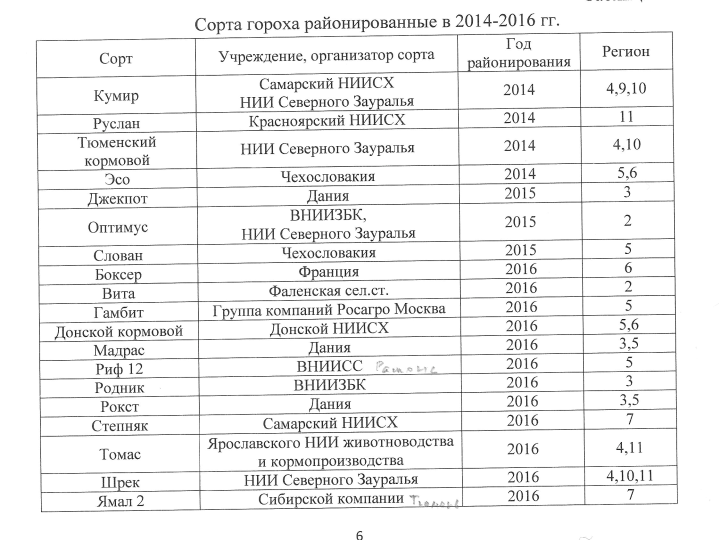 Сорта гороха районированные в 2014-2016 гг.
Сорт Учреждение, организатор сорта Год районирования Регион
Кумир Самарский НИИСХ НИИ Северного Зауралья 2014 4,9,10
Руслан Красноярский НИИСХ 2014 11
Тюменский кормовой НИИ Северного Зауралья 2014 4,10
Эсо Чехословакия 2014 5,6
Джекпот Дания 2015 3
Оптимус ВНИИЗБК, НИИ Северного Зауралья 2015 2
Слован Чехословакия 2015 5
Боксер Франция 2016 6
Вита Фаленская сел.ст. 2016 2
Гамбит Группа компаний Росагро Москва 2016 5
Донской кормовой Донской НИИСХ 2016 5,6
Мадрас Дания 2016 3,5
Риф 12 ВНИИСС 2016 5
Родник ВНИИЗБК 2016 3
Рокст Дания 2016 3,5
Степняк Самарский НИИСХ 2016 7
Томас Ярославского НИИ животноводства и кормопроизводства 2016 4,11
Шрек НИИ Северного Зауралья 2016 4,10,11
Ямал 2 Сибирской компании 2016 7
6